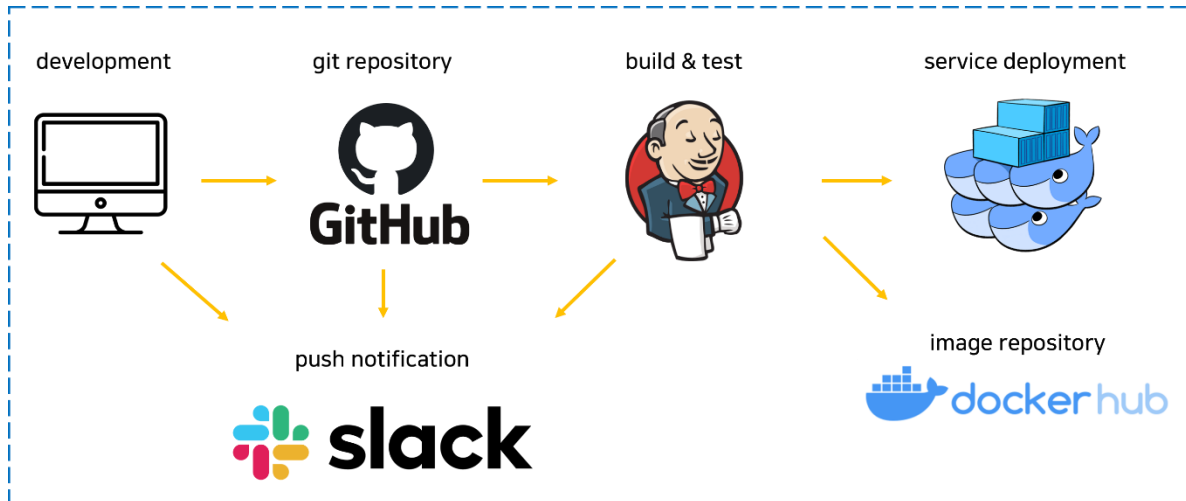 development
git repository
build & test
service deployment
GitHub
push notification
image repository
slack
docker hub